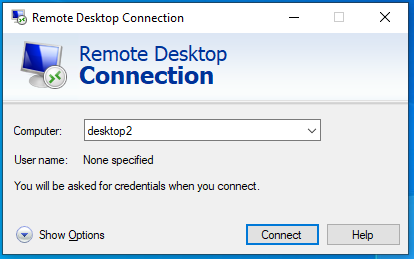 Remote Desktop Connection
Remote Desktop
Connection
Computer: desktop2
User name: None specified
You will be asked for credentials when you connect.
Show Options Connect Help